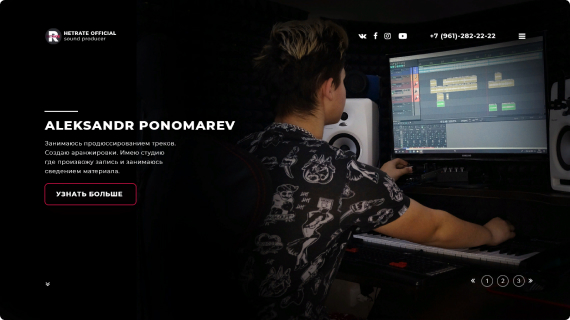 HETRATE OFFICIAL
sound producer
+7 (961)-282-22-22
ALEKSANDR PONOMAREV
Занимаюсь продюссированием треков.
Создаю аранжировки. Имею студию
где произвожу запись и занимаюсь
сведением материала.
УЗНАТЬ БОЛЬШЕ
1 2 3